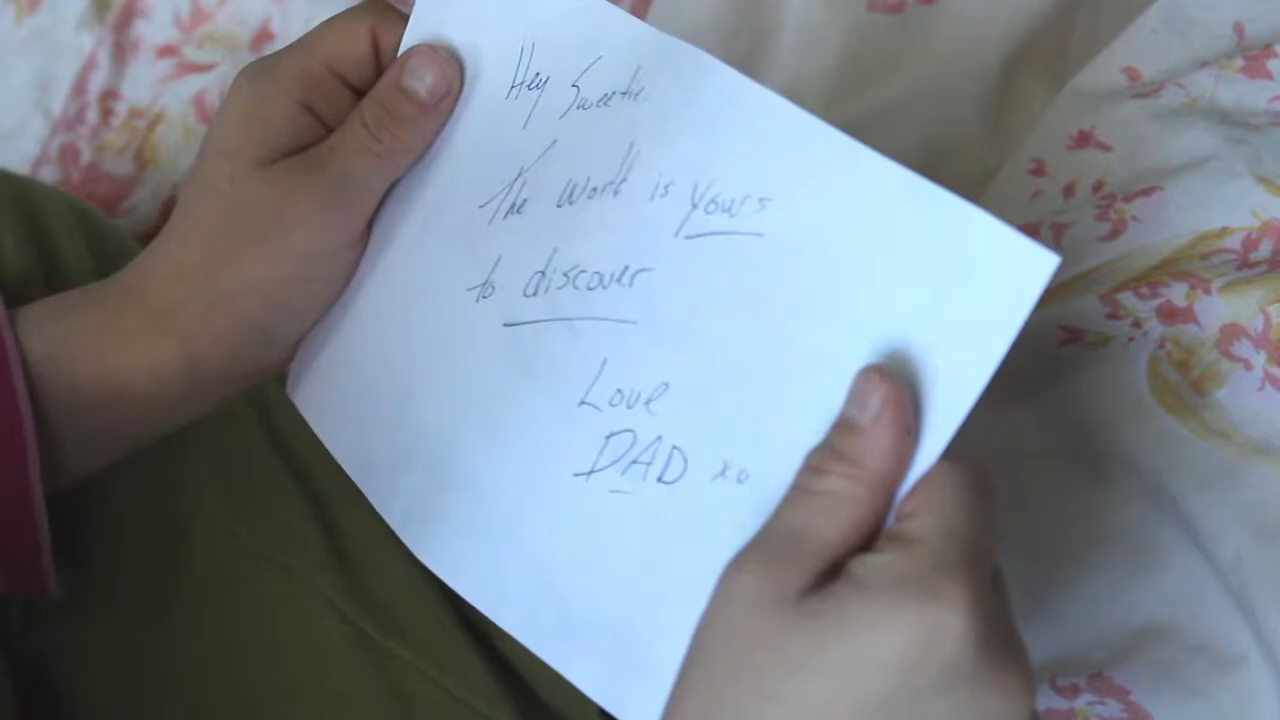 Hey Sweetie.
The world is yours
to discover
Love
DAD xo